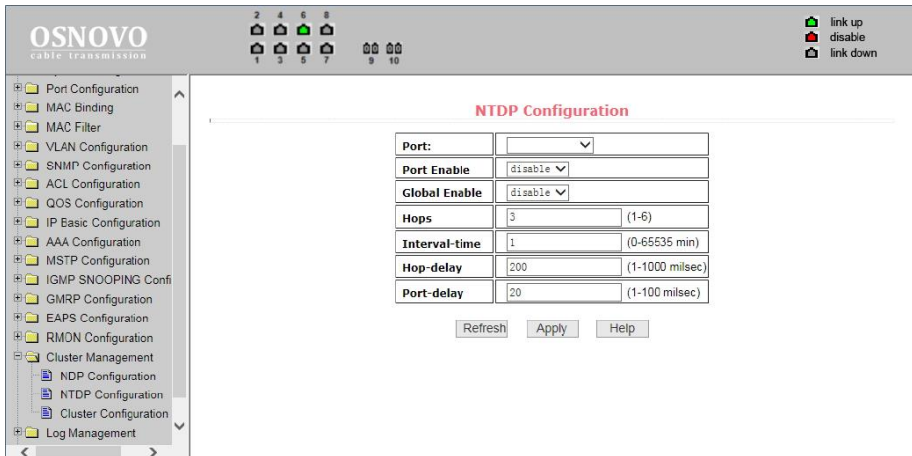 OSNOVO
cable transmission
2 4 6 8
1 3 5 7 9 10
link up
disable
link down
Port Configuration
MAC Binding
MAC Filter
VLAN Configuration
SNMP Configuration
ACL Configuration
QOS Configuration
IP Basic Configuration
AAA Configuration
MSTP Configuration
IGMP SNOOPING Confi
GMRP Configuration
EAPS Configuration
RMON Configuration
Cluster Management
NDP Configuration
NTDP Configuration
Cluster Configuration
Log Management
NTDP Configuration
Port:
Port Enable disable
Global Enable disable
Hops 3 (1-6)
Interval-time 1 (0-65535 min)
Hop-delay 200 (1-1000 milsec)
Port-delay 20 (1-100 milsec)
Refresh Apply Help